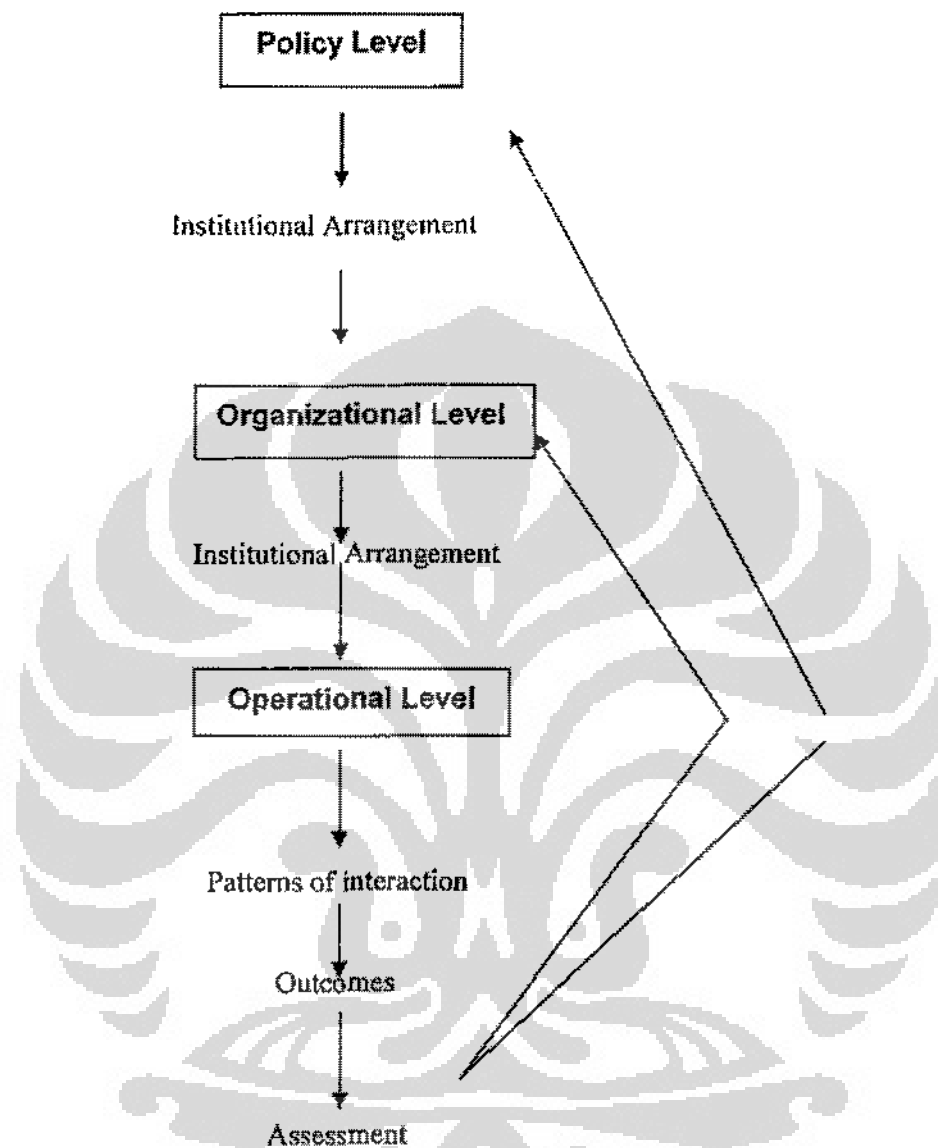 Policy Level
Institutional Arrangement
Organizational Level
Institutional Arrangement
Operational Level
Patterns of interaction
Outcomes
Assessment